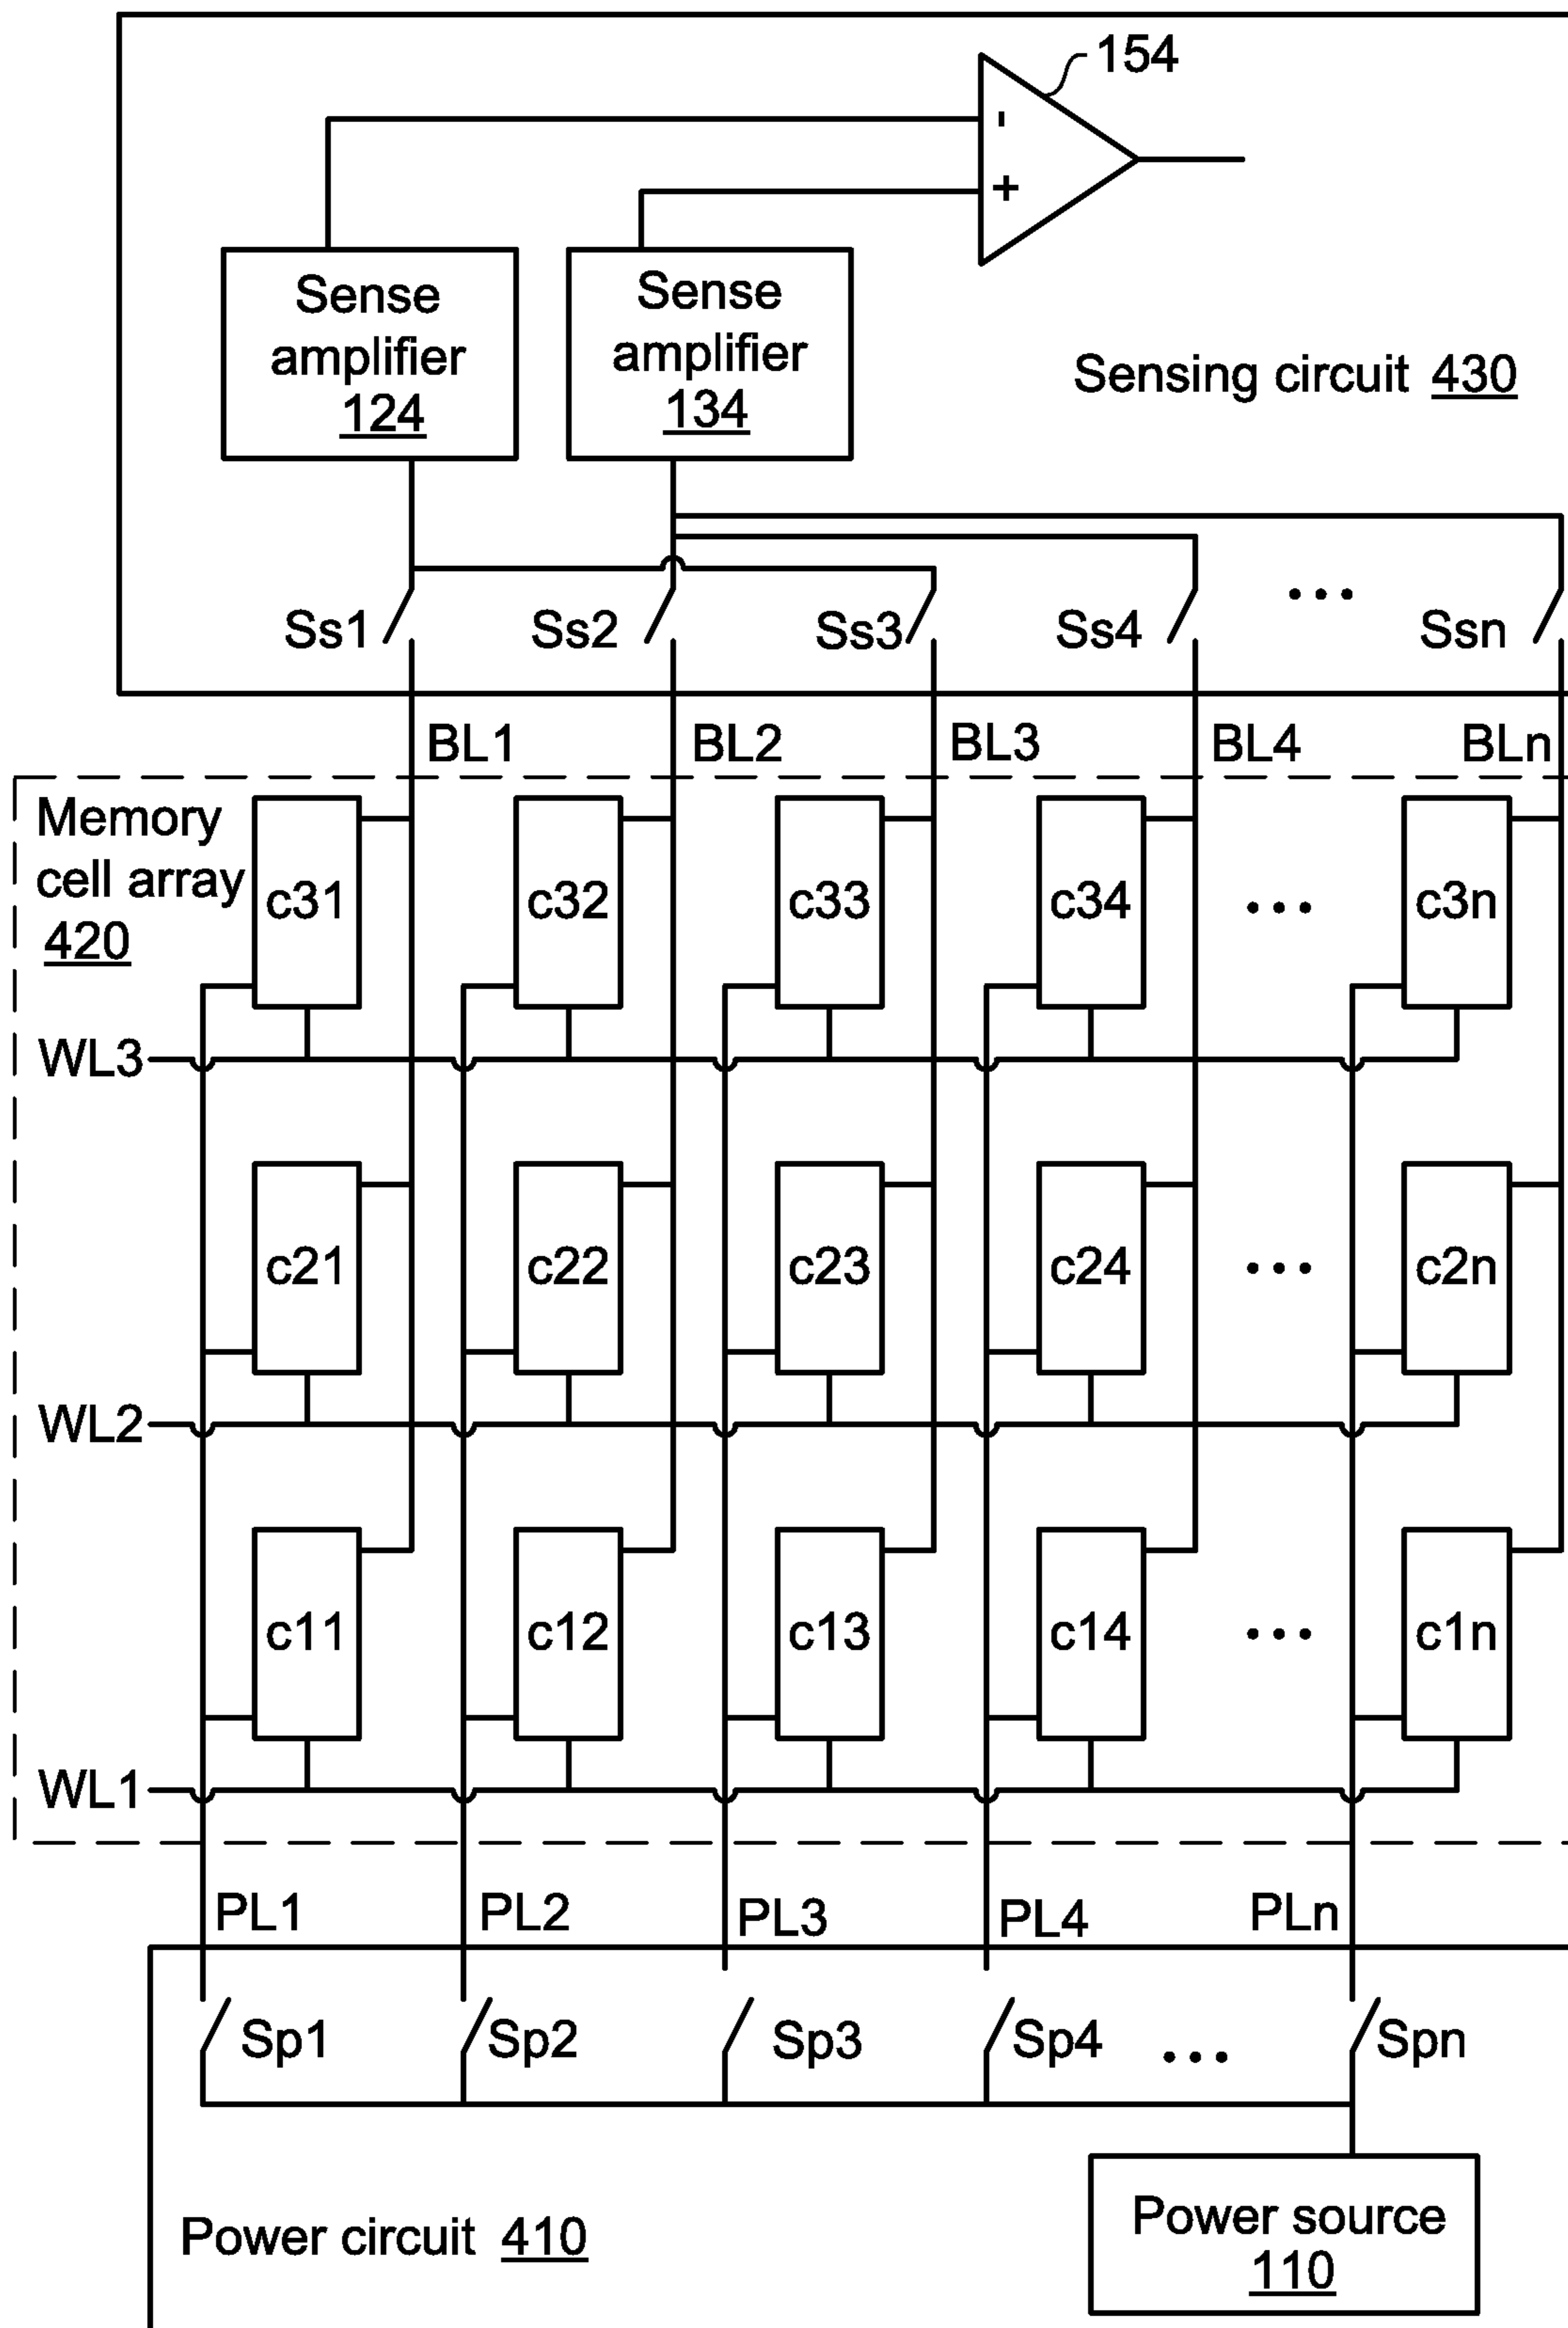 154
-
+
Sense
amplifier
124
Sense
amplifier
134
Sensing circuit 430
Ss1
Ss2
Ss3
Ss4
...
Ssn
BL1
BL2
BL3
BL4
BLn
Memory
cell array
420
c31
c32
c33
c34
...
c3n
WL3
c21
c22
c23
c24
...
c2n
WL2
c11
c12
c13
c14
...
c1n
WL1
PL1
PL2
PL3
PL4
PLn
Sp1
Sp2
Sp3
Sp4
...
Spn
Power circuit 410
Power source
110